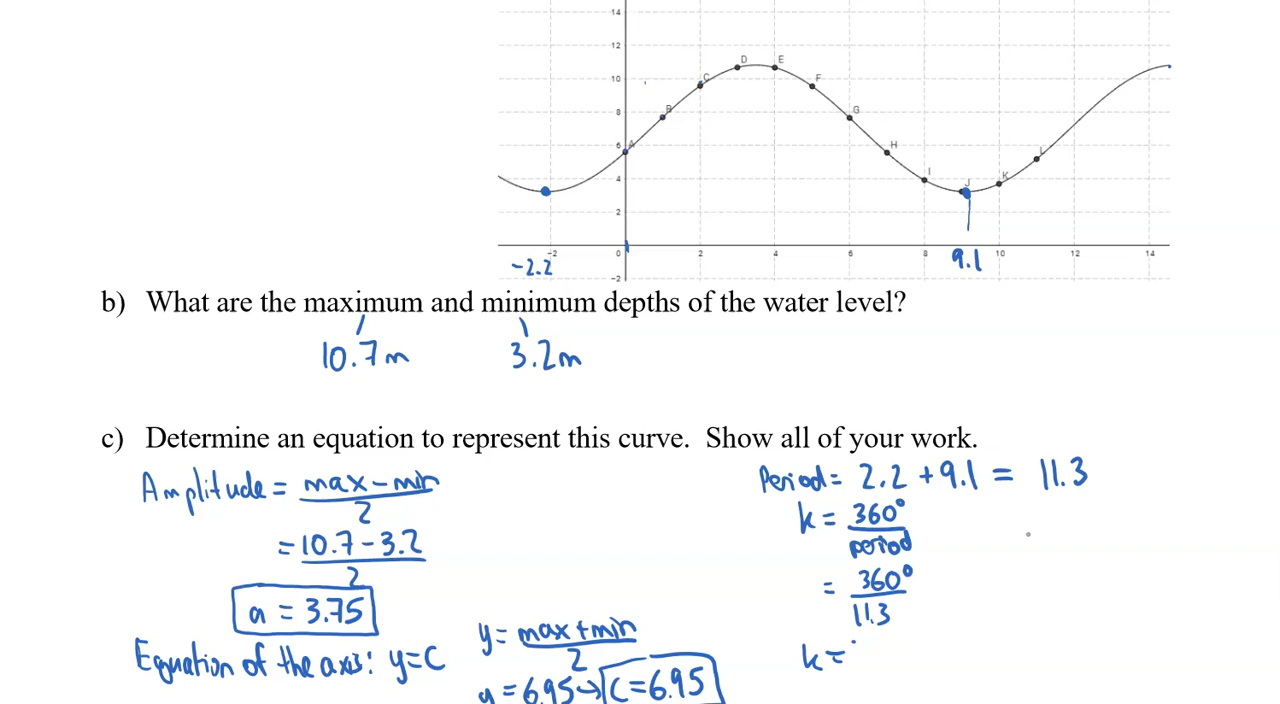 14
12
D E
10 C F
8 B G
6 A H
4 I J K L
2
-2 0 2 4 6 8 10 12 14
-2.2 9.1
-2
b) What are the maximum and minimum depths of the water level?
10.7m 3.2m
c) Determine an equation to represent this curve. Show all of your work.
Amplitude = max - min
2
= 10.7 - 3.2
2
a = 3.75
Equation of the axis: y=c
y = max + min
2
y = 6.95 → c = 6.95
Period = 2.2 + 9.1 = 11.3
k = 360°
period
= 360°
11.3
k =